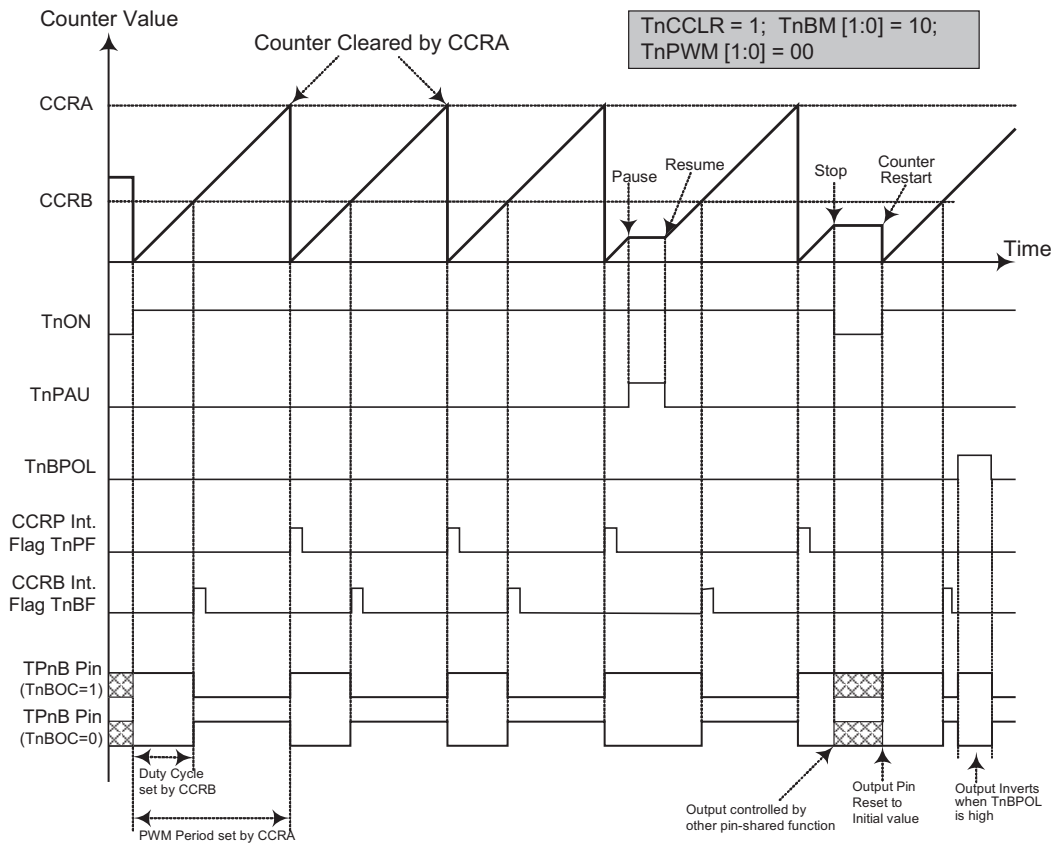 Counter Value
Counter Cleared by CCRA
TnCCLR = 1; TnBM [1:0] = 10;
TnPWM [1:0] = 00
CCRA
CCRB
Pause
Resume
Stop
Counter
Restart
Time
TnON
TnPAU
TnBPOL
CCRP Int.
Flag TnPF
CCRB Int.
Flag TnBF
TPnB Pin
(TnBOC=1)
TPnB Pin
(TnBOC=0)
Duty Cycle
set by CCRB
PWM Period set by CCRA
Output controlled by
other pin-shared function
Output Pin
Reset to
Initial value
Output Inverts
when TnBPOL
is high